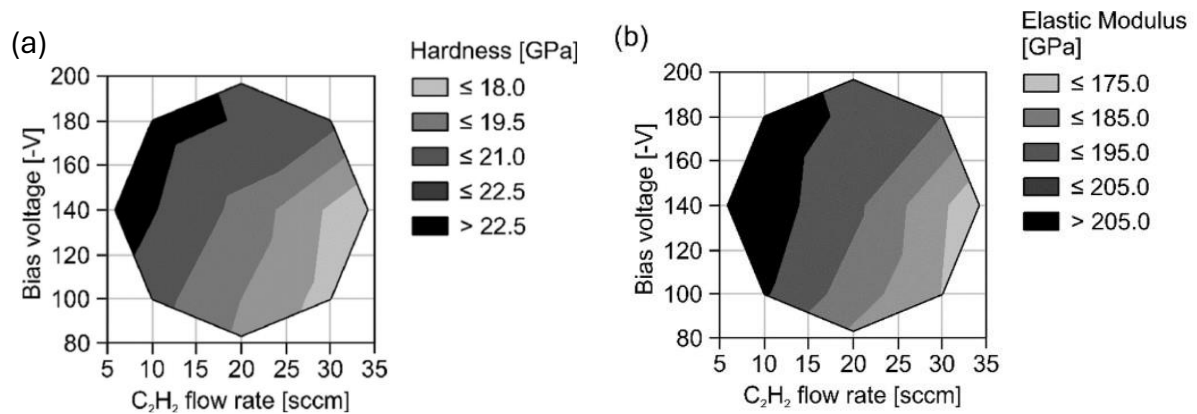 (a)
Hardness [GPa]
≤ 18.0
≤ 19.5
≤ 21.0
≤ 22.5
> 22.5
Bias voltage [-V]
200
180
160
140
120
100
80
5 10 15 20 25 30 35
C₂H₂ flow rate [sccm]
(b)
Elastic Modulus
[GPa]
≤ 175.0
≤ 185.0
≤ 195.0
≤ 205.0
> 205.0
Bias voltage [-V]
200
180
160
140
120
100
80
5 10 15 20 25 30 35
C₂H₂ flow rate [sccm]